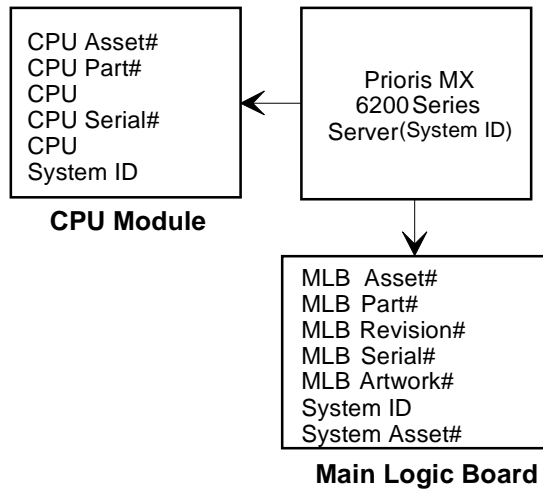 CPU Asset#
CPU Part#
CPU
CPU Serial#
CPU
System ID
CPU Module
Prioris MX
6200 Series
Server(System ID)
MLB Asset#
MLB Part#
MLB Revision#
MLB Serial#
MLB Artwork#
System ID
System Asset#
Main Logic Board